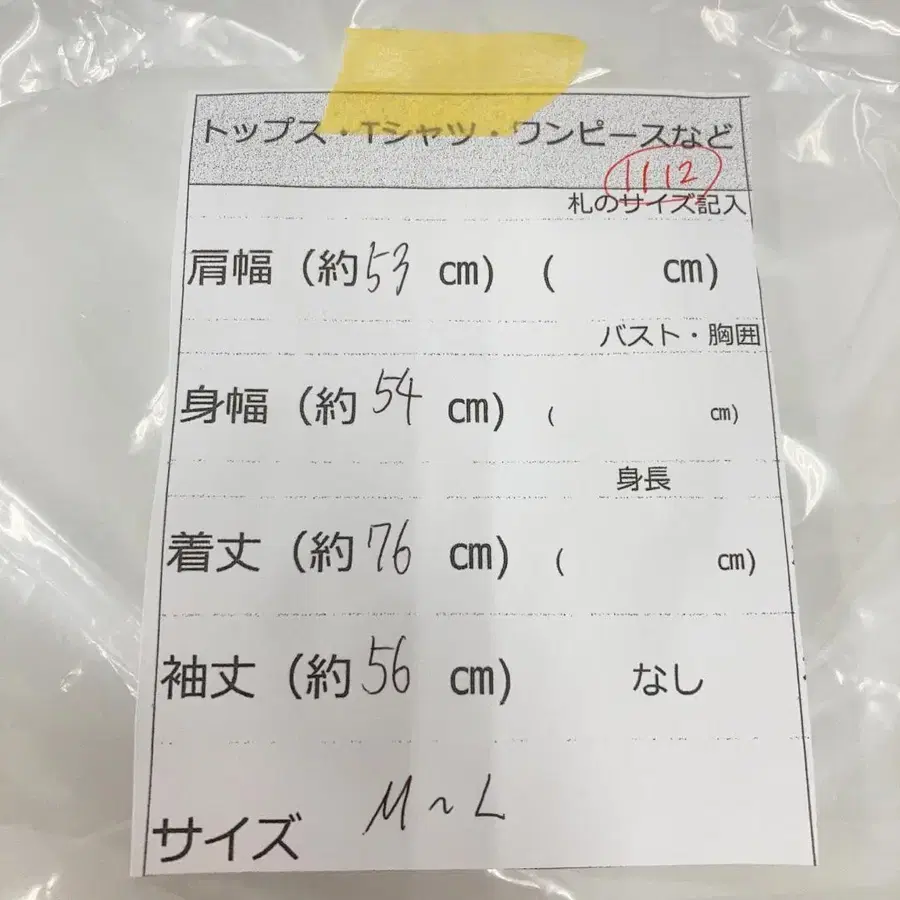 トップス・Tシャツ・ワンピースなど
1112
札のサイズ記入
肩幅（約53 cm）（ cm）
バスト・胸囲
身幅（約54 cm）（ cm）
身長
着丈（約76 cm）（ cm）
袖丈（約56 cm） なし
サイズ M～L